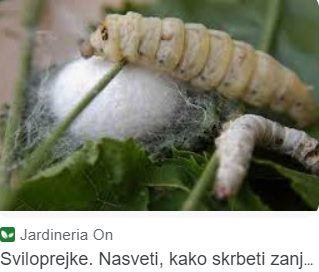 Jardineria On
Sviloprejke. Nasveti, kako skrbeti zanj...